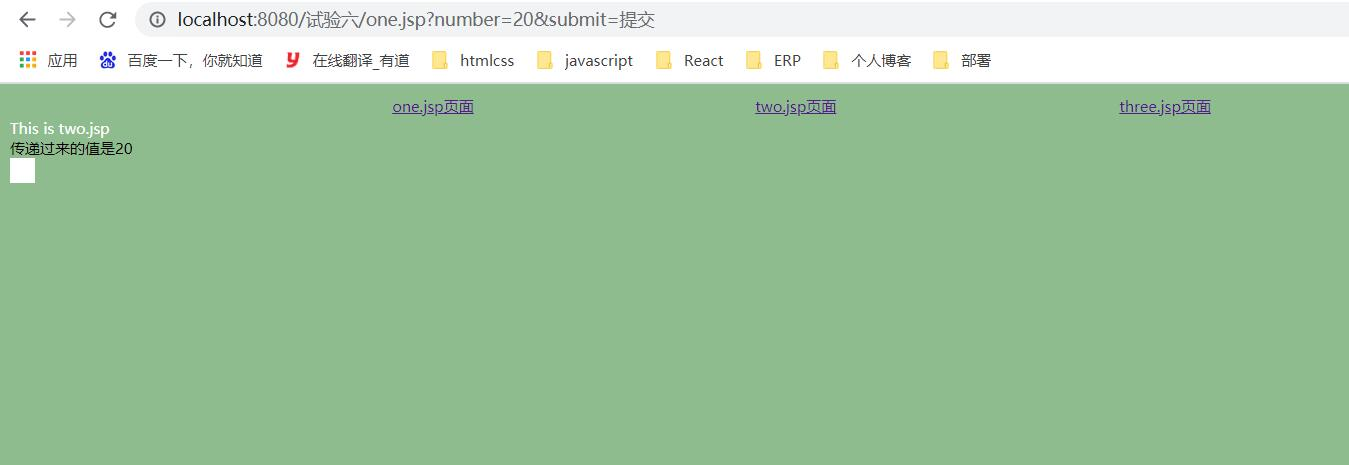 localhost:8080/试验六/one.jsp?number=20&submit=提交
应用 百度一下，你就知道 在线翻译_有道 htmlcss javascript React ERP 个人博客 部署
one.jsp页面 two.jsp页面 three.jsp页面
This is two.jsp
传递过来的值是20